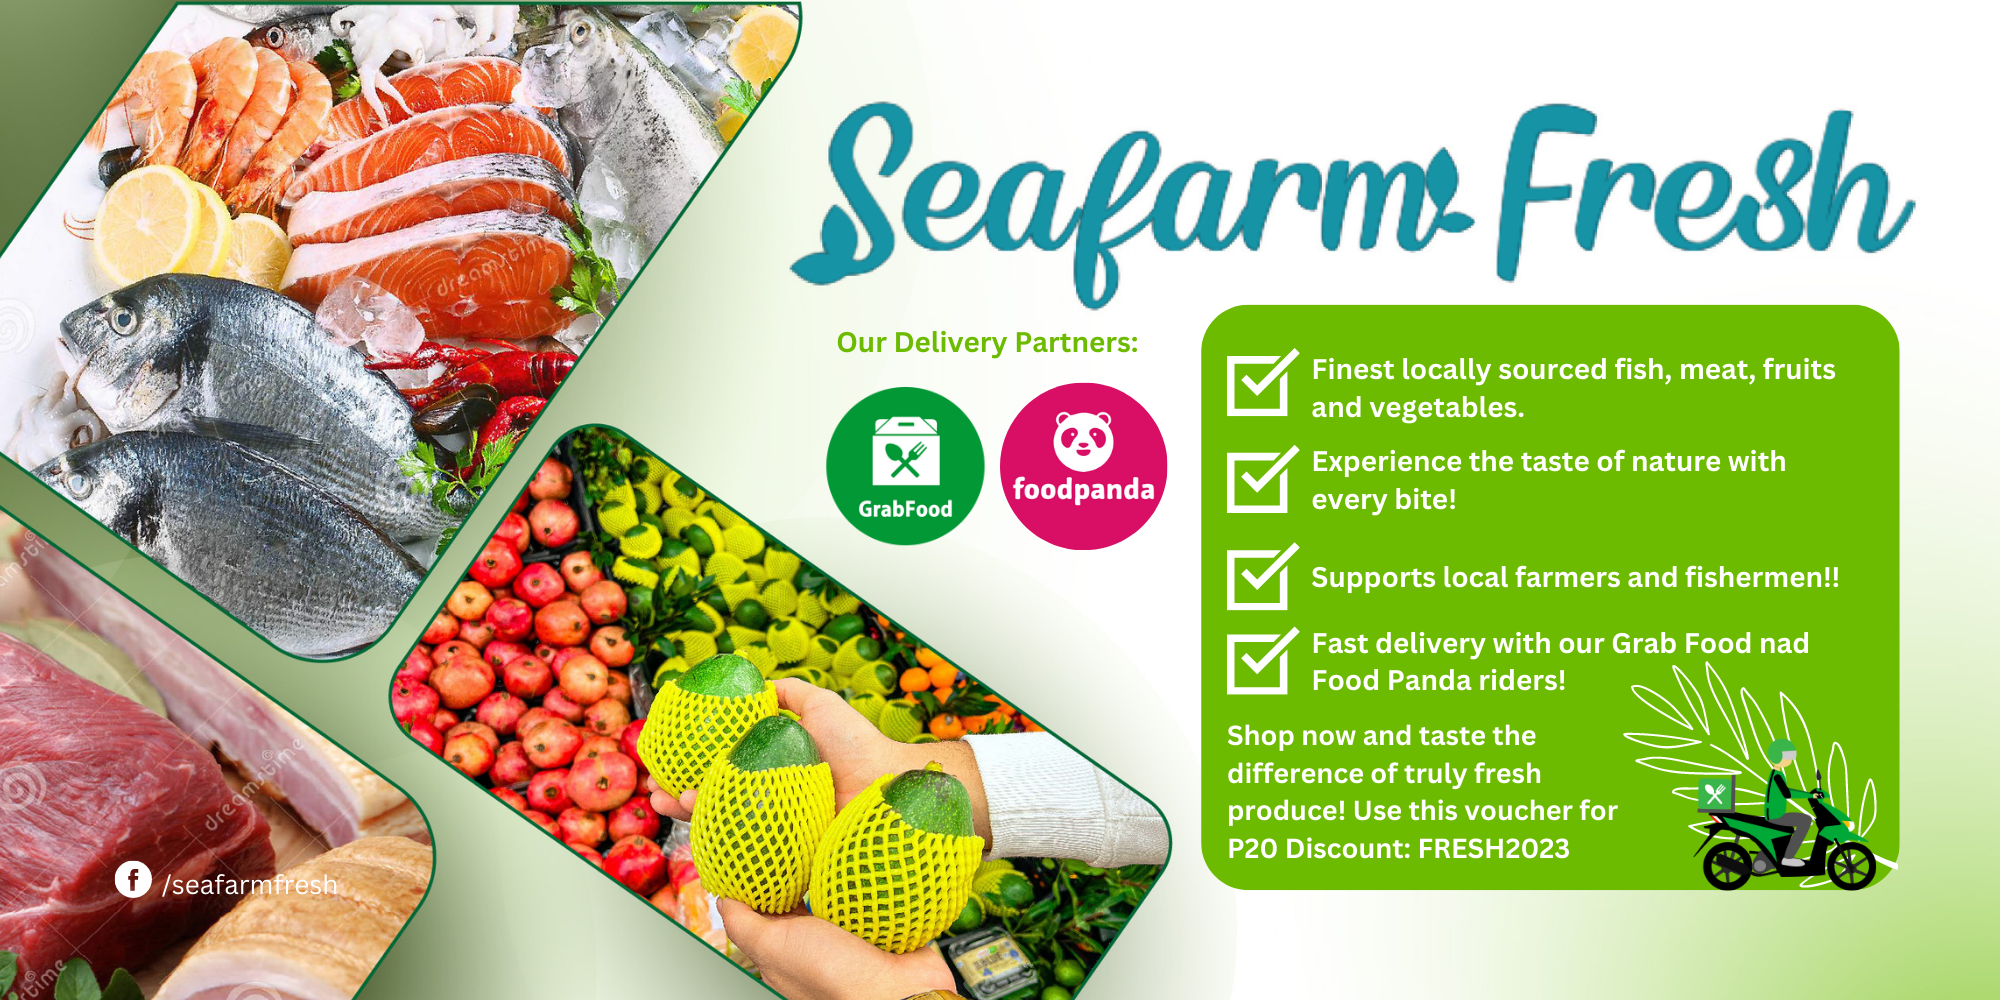 Seafarm Fresh
Our Delivery Partners:
GrabFood
foodpanda
Finest locally sourced fish, meat, fruits
and vegetables.
Experience the taste of nature with
every bite!
Supports local farmers and fishermen!!
Fast delivery with our Grab Food nad
Food Panda riders!
Shop now and taste the
difference of truly fresh
produce! Use this voucher for
P20 Discount: FRESH2023
/seafarmfresh
dreamstime
dreamstime